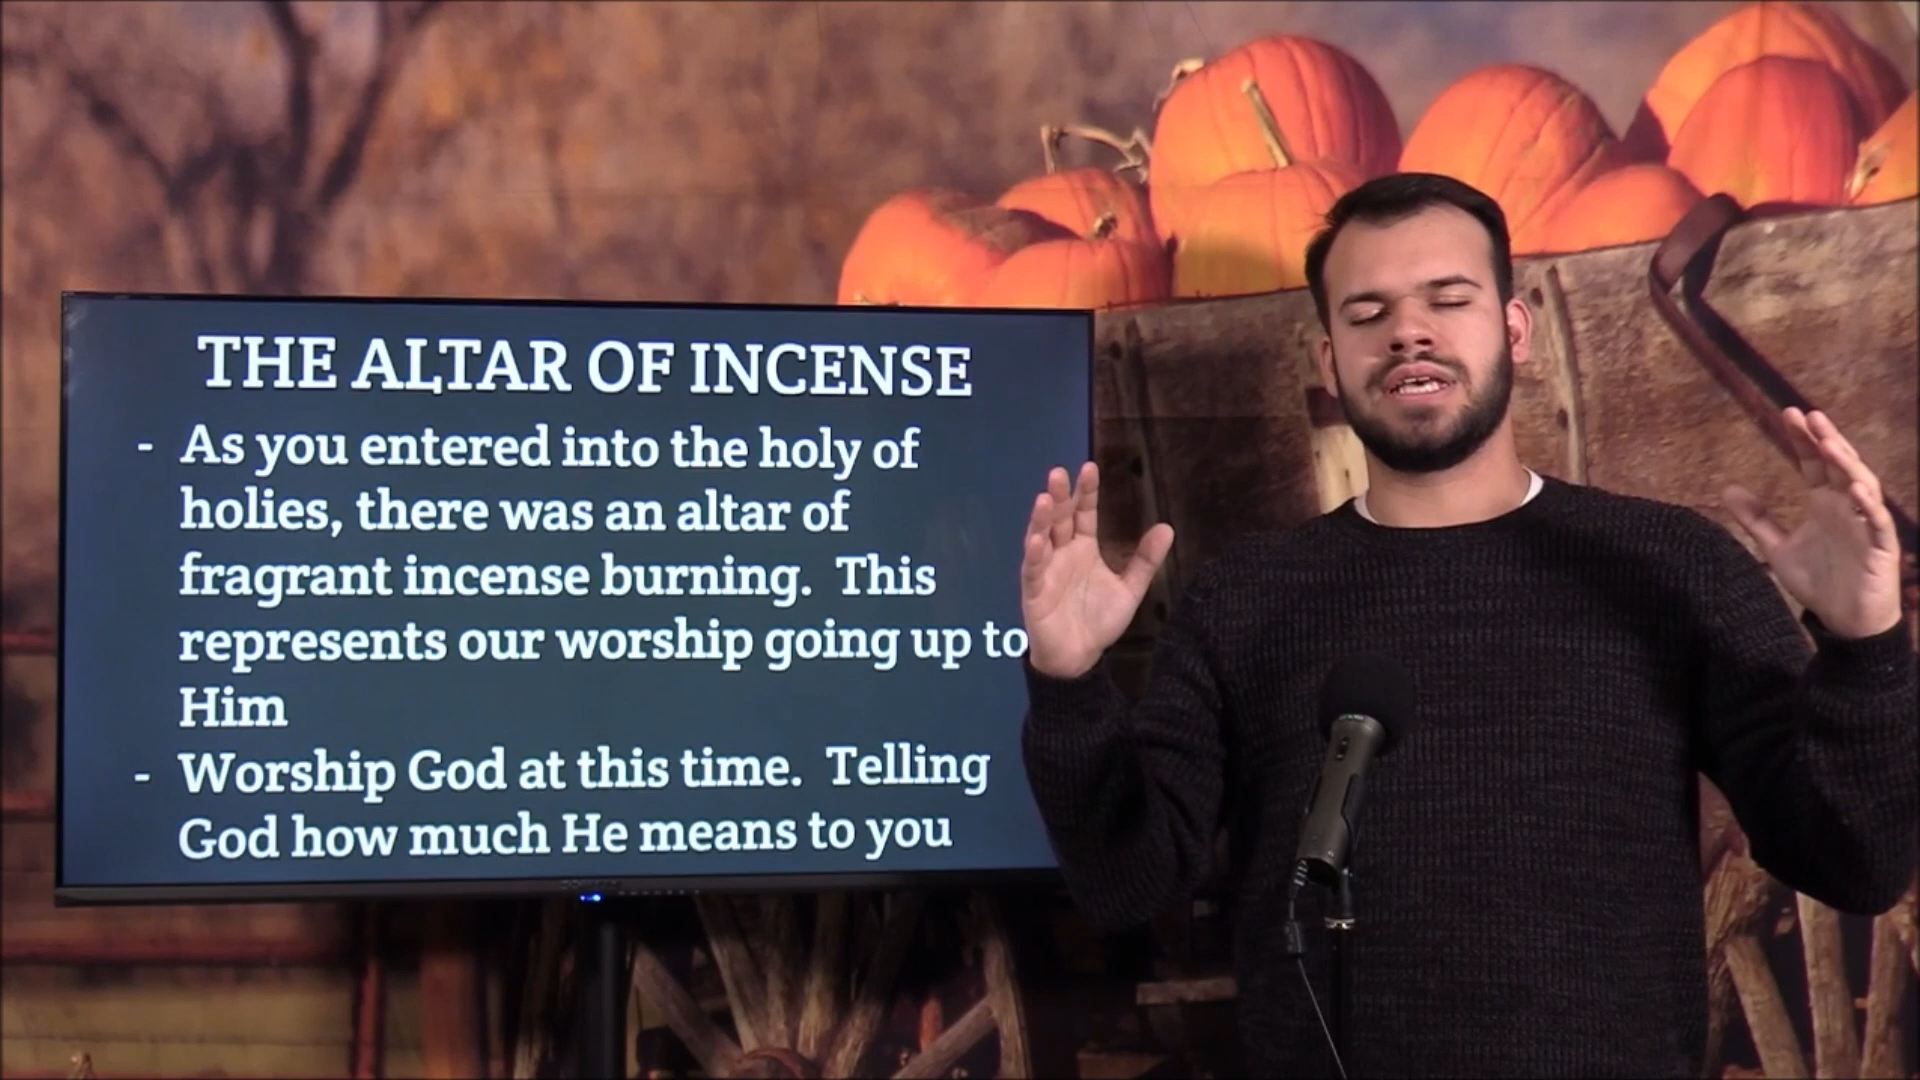 THE ALTAR OF INCENSE
- As you entered into the holy of
holies, there was an altar of
fragrant incense burning. This
represents our worship going up to
Him
- Worship God at this time. Telling
God how much He means to you